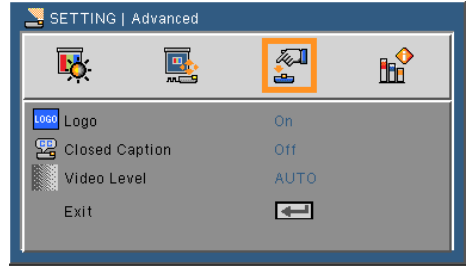 SETTING | Advanced
LOGO Logo On
Closed Caption Off
Video Level AUTO
Exit